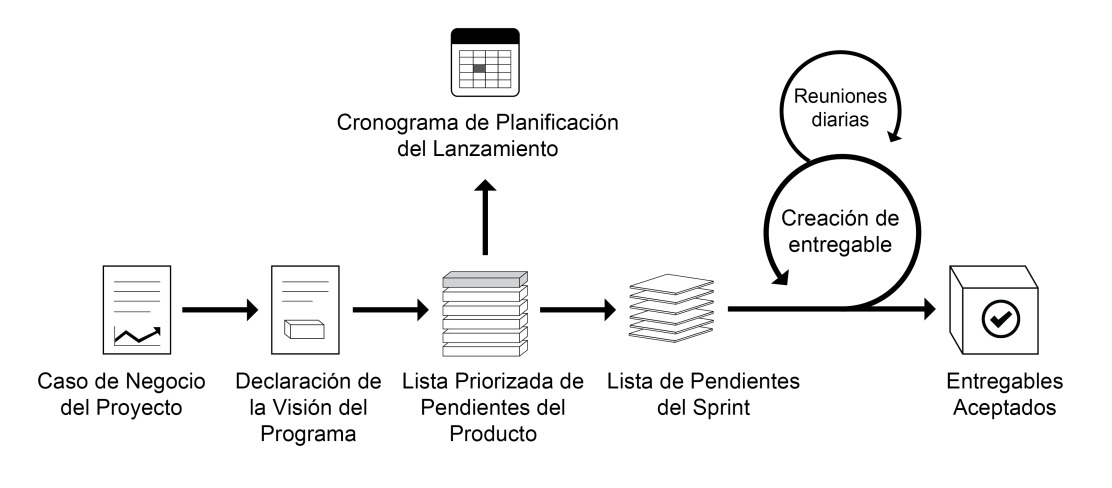 Cronograma de Planificación
del Lanzamiento
Reuniones
diarias
Creación de
entregable
Caso de Negocio
del Proyecto
Declaración de
la Visión del
Programa
Lista Priorizada de
Pendientes del
Producto
Lista de Pendientes
del Sprint
Entregables
Aceptados